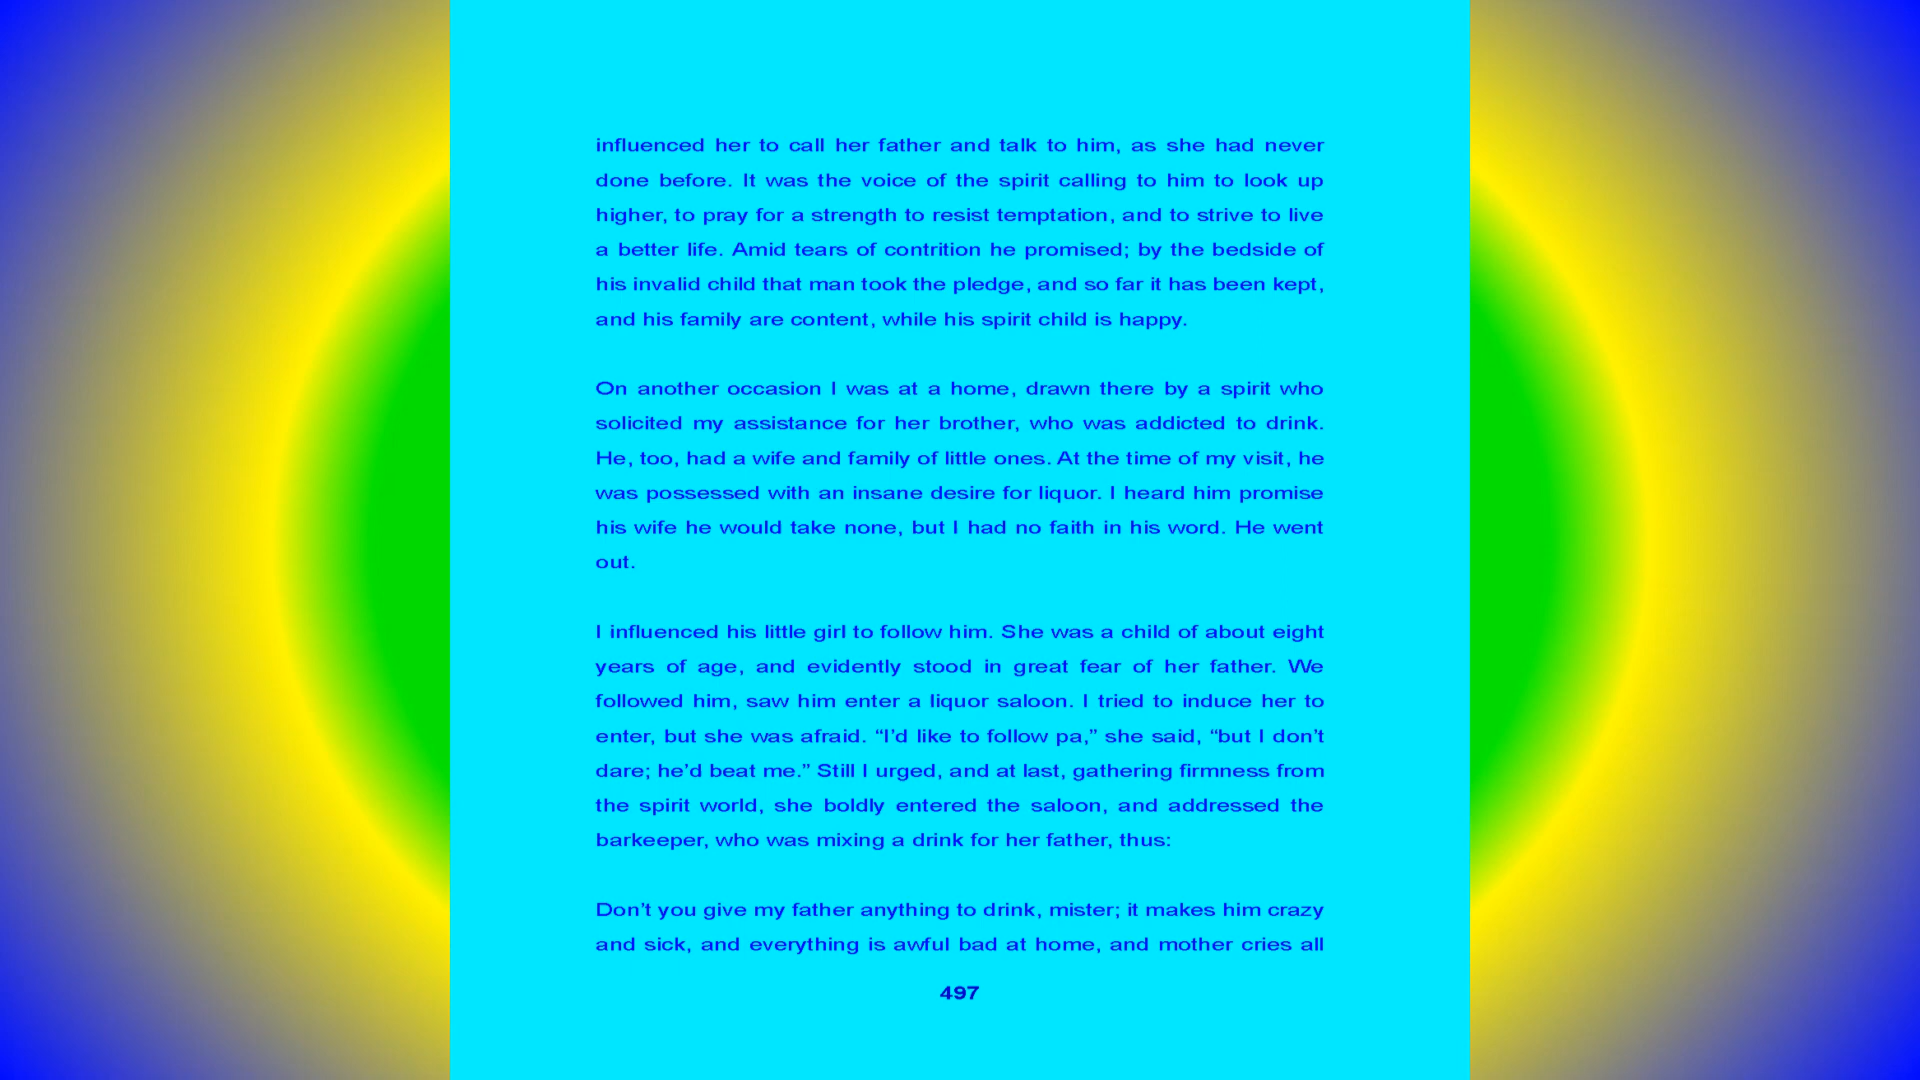 influenced her to call her father and talk to him, as she had never
done before. It was the voice of the spirit calling to him to look up
higher, to pray for a strength to resist temptation, and to strive to live
a better life. Amid tears of contrition he promised; by the bedside of
his invalid child that man took the pledge, and so far it has been kept,
and his family are content, while his spirit child is happy.
On another occasion I was at a home, drawn there by a spirit who
solicited my assistance for her brother, who was addicted to drink.
He, too, had a wife and family of little ones. At the time of my visit, he
was possessed with an insane desire for liquor. I heard him promise
his wife he would take none, but I had no faith in his word. He went
out.
I influenced his little girl to follow him. She was a child of about eight
years of age, and evidently stood in great fear of her father. We
followed him, saw him enter a liquor saloon. I tried to induce her to
enter, but she was afraid. “I’d like to follow pa,” she said, “but I don’t
dare; he’d beat me.” Still I urged, and at last, gathering firmness from
the spirit world, she boldly entered the saloon, and addressed the
barkeeper, who was mixing a drink for her father, thus:
Don’t you give my father anything to drink, mister; it makes him crazy
and sick, and everything is awful bad at home, and mother cries all
497